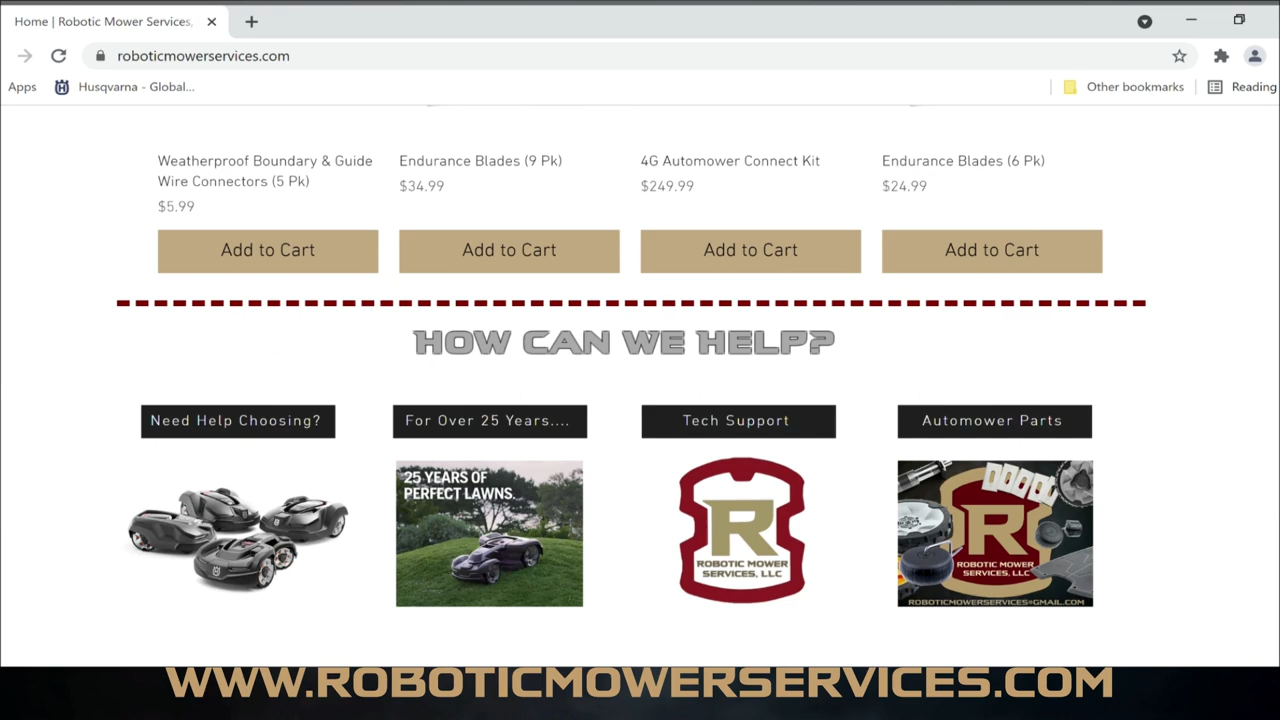 Home | Robotic Mower Services,
roboticmowerservices.com
Apps
Husqvarna - Global...
Other bookmarks
Reading
Weatherproof Boundary & Guide
Wire Connectors (5 Pk)
$5.99
Endurance Blades (9 Pk)
$34.99
4G Automower Connect Kit
$249.99
Endurance Blades (6 Pk)
$24.99
Add to Cart
Add to Cart
Add to Cart
Add to Cart
HOW CAN WE HELP?
Need Help Choosing?
For Over 25 Years....
Tech Support
Automower Parts
25 YEARS OF
PERFECT LAWNS.
R
ROBOTIC MOWER
SERVICES, LLC
R
ROBOTIC MOWER
SERVICES, LLC
ROBOTICMOWERSERVICES@GMAIL.COM
WWW.ROBOTICMOWERSERVICES.COM